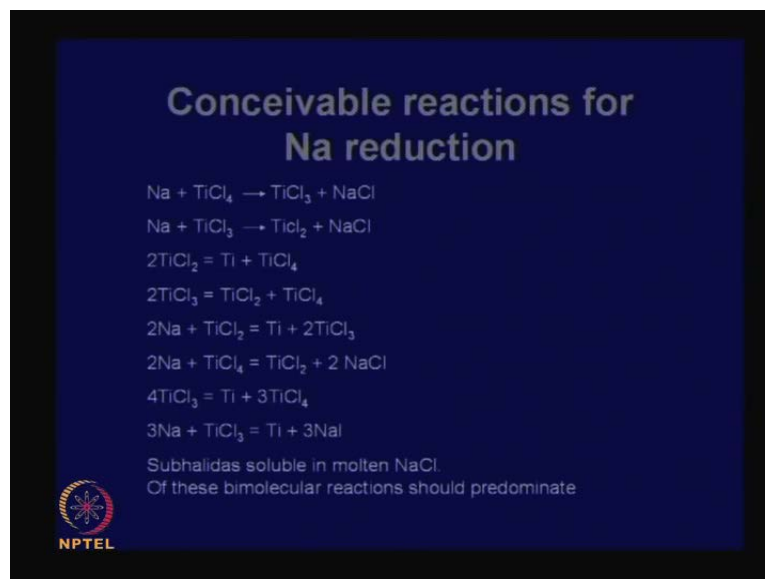 Conceivable reactions for
Na reduction
Na + TiCl₄ → TiCl₃ + NaCl
Na + TiCl₃ → Ticl₂ + NaCl
2TiCl₂ = Ti + TiCl₄
2TiCl₃ = TiCl₂ + TiCl₄
2Na + TiCl₂ = Ti + 2TiCl₃
2Na + TiCl₄ = TiCl₂ + 2 NaCl
4TiCl₃ = Ti + 3TiCl₄
3Na + TiCl₃ = Ti + 3NaI
Subhalidas soluble in molten NaCl.
Of these bimolecular reactions should predominate
NPTEL